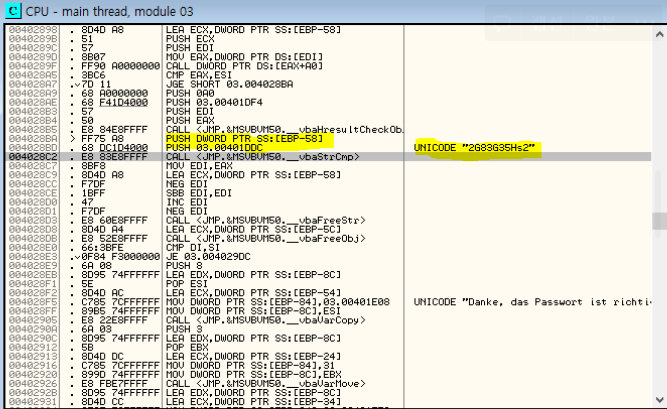 CPU - main thread, module 03
00402898 . 8D4D A8 LEA ECX,DWORD PTR SS:[EBP-58]
0040289B . 51 PUSH ECX
0040289C . 57 PUSH EDI
0040289D . 8B07 MOV EAX,DWORD PTR DS:[EDI]
0040289F . FF90 A0000000 CALL DWORD PTR DS:[EAX+A0]
004028A5 . 3BC6 CMP EAX,ESI
004028A7 .v7D 11 JGE SHORT 03.004028BA
004028A9 . 68 A0000000 PUSH 0A0
004028AE . 68 F41D4000 PUSH 03.00401DF4
004028B3 . 57 PUSH EDI
004028B4 . 50 PUSH EAX
004028B5 . E8 84E8FFFF CALL <JMP.&MSVBVM50.__vbaHresultCheckOb
004028BA > FF75 A8 PUSH DWORD PTR SS:[EBP-58]
004028BD . 68 DC1D4000 PUSH 03.00401DDC UNICODE "2G83G35Hs2"
004028C2 . E8 83E8FFFF CALL <JMP.&MSVBVM50.__vbaStrCmp>
004028C7 . 8BF8 MOV EDI,EAX
004028C9 . 8D4D A8 LEA ECX,DWORD PTR SS:[EBP-58]
004028CC . F7DF NEG EDI
004028CE . 1BFF SBB EDI,EDI
004028D0 . 47 INC EDI
004028D1 . F7DF NEG EDI
004028D3 . E8 60E8FFFF CALL <JMP.&MSVBVM50.__vbaFreeStr>
004028D8 . 8D4D A4 LEA ECX,DWORD PTR SS:[EBP-5C]
004028DB . E8 52E8FFFF CALL <JMP.&MSVBVM50.__vbaFreeObj>
004028E0 . 66:3BFE CMP DI,SI
004028E3 .v0F84 F3000000 JE 03.004029DC
004028E9 . 6A 08 PUSH 8
004028EB . 8D95 74FFFFFF LEA EDX,DWORD PTR SS:[EBP-8C]
004028F1 . 5E POP ESI
004028F2 . 8D4D AC LEA ECX,DWORD PTR SS:[EBP-54]
004028F5 . C785 7CFFFFFF MOV DWORD PTR SS:[EBP-84],03.00401E08 UNICODE "Danke, das Passwort ist richti
004028FF . 89B5 74FFFFFF MOV DWORD PTR SS:[EBP-8C],ESI
00402905 . E8 22E8FFFF CALL <JMP.&MSVBVM50.__vbaVarCopy>
0040290A . 6A 03 PUSH 3
0040290C . 8D95 74FFFFFF LEA EDX,DWORD PTR SS:[EBP-8C]
00402912 . 5B POP EBX
00402913 . 8D4D DC LEA ECX,DWORD PTR SS:[EBP-24]
00402916 . C785 7CFFFFFF MOV DWORD PTR SS:[EBP-84],31
00402920 . 899D 74FFFFFF MOV DWORD PTR SS:[EBP-8C],EBX
00402926 . E8 FBE7FFFF CALL <JMP.&MSVBVM50.__vbaVarMove>
0040292B . 8D95 74FFFFFF LEA EDX,DWORD PTR SS:[EBP-8C]
00402931 . 8D4D CC LEA ECX,DWORD PTR SS:[EBP-34]